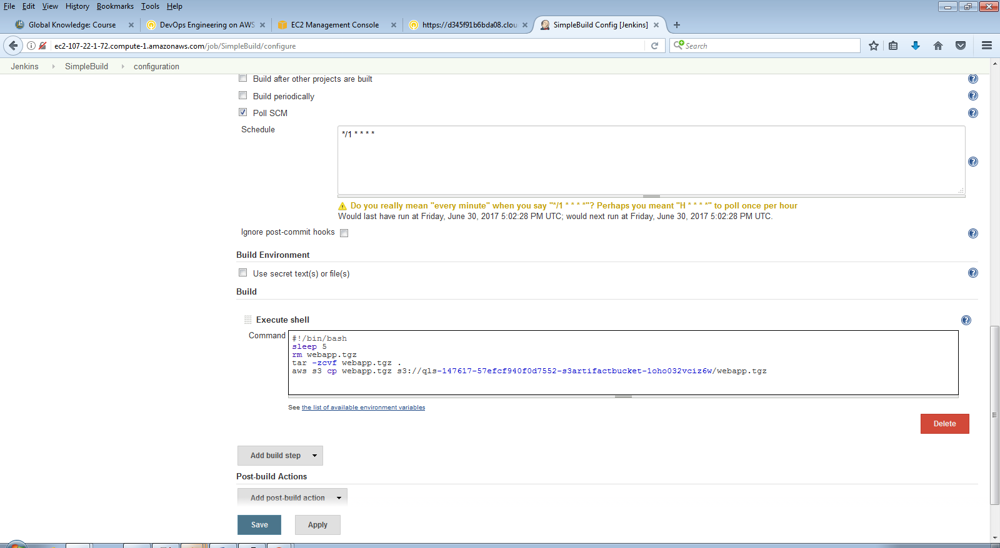 File Edit View History Bookmarks Tools Help
Global Knowledge: Course
DevOps Engineering on AWS
EC2 Management Console
https://d345f91b6bda08.clou
SimpleBuild Config [Jenkins]
ec2-107-22-1-72.compute-1.amazonaws.com/job/SimpleBuild/configure
Search
Jenkins SimpleBuild configuration
Build after other projects are built
Build periodically
Poll SCM
Schedule
*/1 * * * *
Do you really mean "every minute" when you say "*/1 * * * *"? Perhaps you meant "H * * * *" to poll once per hour
Would last have run at Friday, June 30, 2017 5:02:28 PM UTC; would next run at Friday, June 30, 2017 5:02:28 PM UTC.
Ignore post-commit hooks
Build Environment
Use secret text(s) or file(s)
Build
Execute shell
Command
#!/bin/bash
sleep 5
rm webapp.tgz
tar -zcvf webapp.tgz .
aws s3 cp webapp.tgz s3://qls-147617-57efcf940f0d7552-s3artifactbucket-1oho032vciz6w/webapp.tgz
See the list of available environment variables
Delete
Add build step
Post-build Actions
Add post-build action
Save
Apply